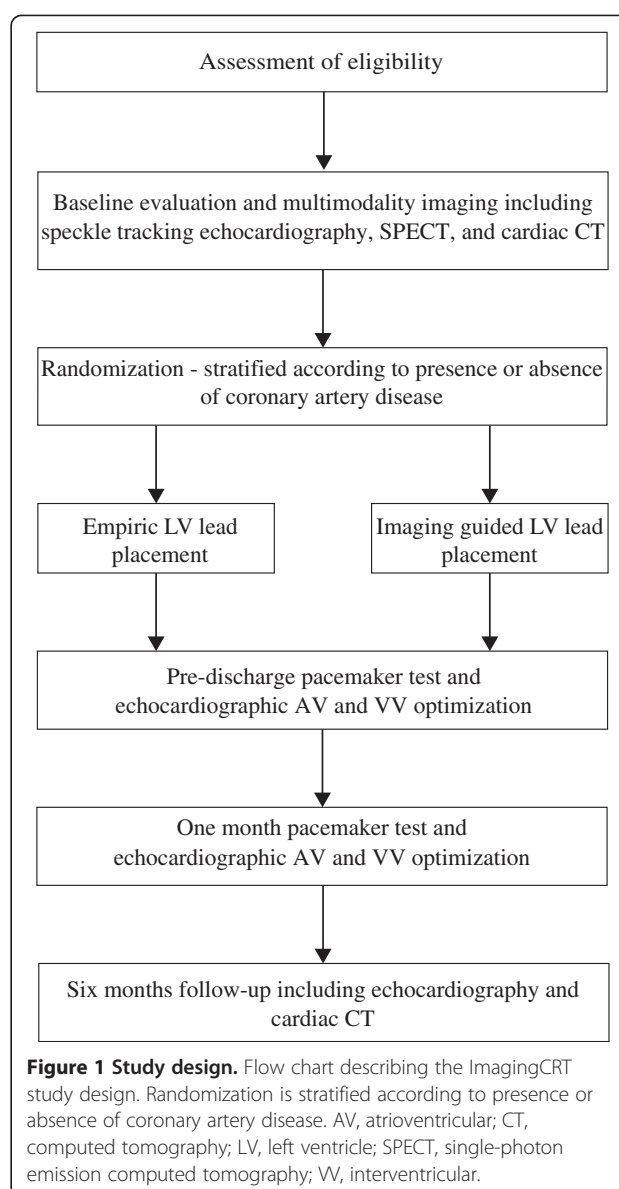 Assessment of eligibility
Baseline evaluation and multimodality imaging including
speckle tracking echocardiography, SPECT, and cardiac CT
Randomization - stratified according to presence or absence
of coronary artery disease
Empiric LV lead
placement
Imaging guided LV lead
placement
Pre-discharge pacemaker test and
echocardiographic AV and VV optimization
One month pacemaker test and
echocardiographic AV and VV optimization
Six months follow-up including echocardiography and
cardiac CT
Figure 1 Study design. Flow chart describing the ImagingCRT
study design. Randomization is stratified according to presence or
absence of coronary artery disease. AV, atrioventricular; CT,
computed tomography; LV, left ventricle; SPECT, single-photon
emission computed tomography; VV, interventricular.